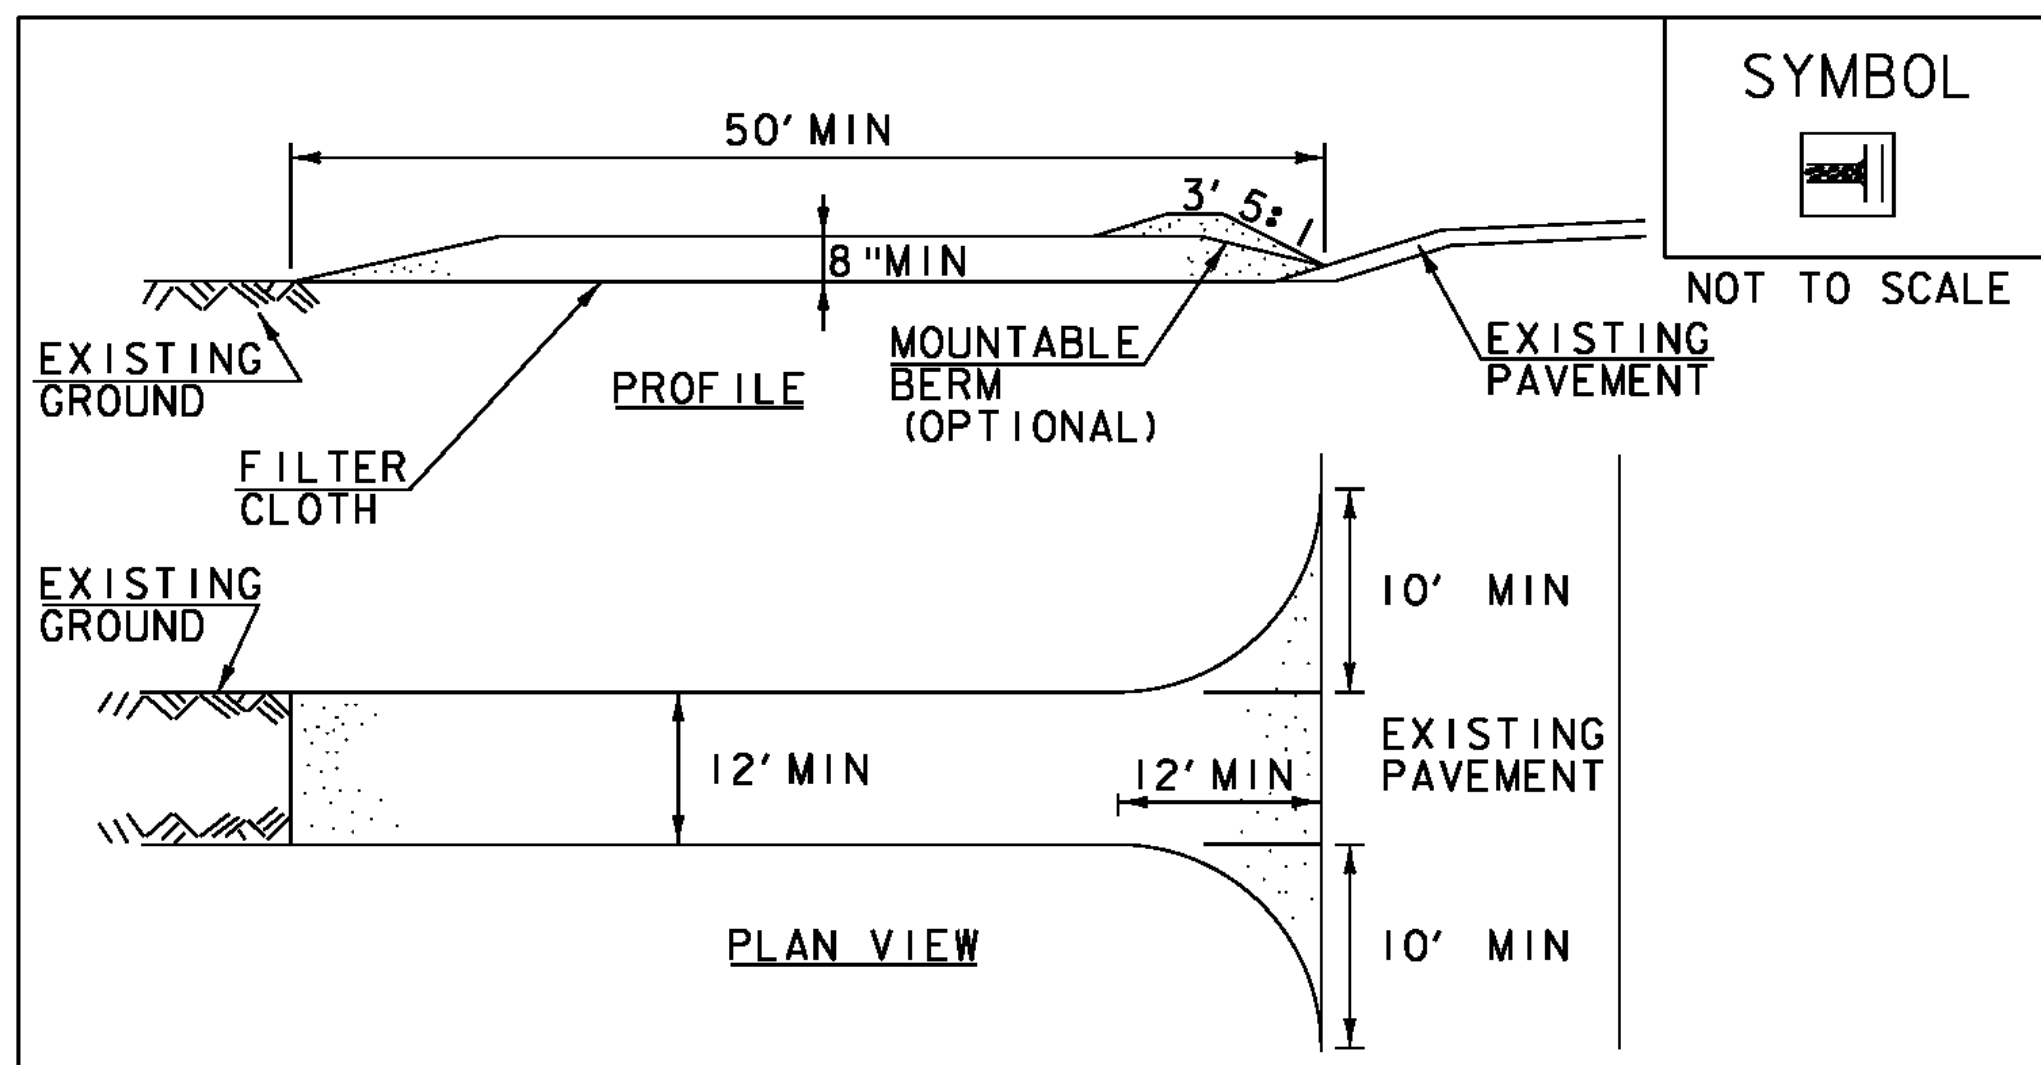 SYMBOL
NOT TO SCALE
50' MIN
3' 5:1
8" MIN
EXISTING
GROUND
PROFILE
MOUNTABLE
BERM
(OPTIONAL)
EXISTING
PAVEMENT
FILTER
CLOTH
EXISTING
GROUND
10' MIN
12' MIN
12' MIN
EXISTING
PAVEMENT
PLAN VIEW
10' MIN